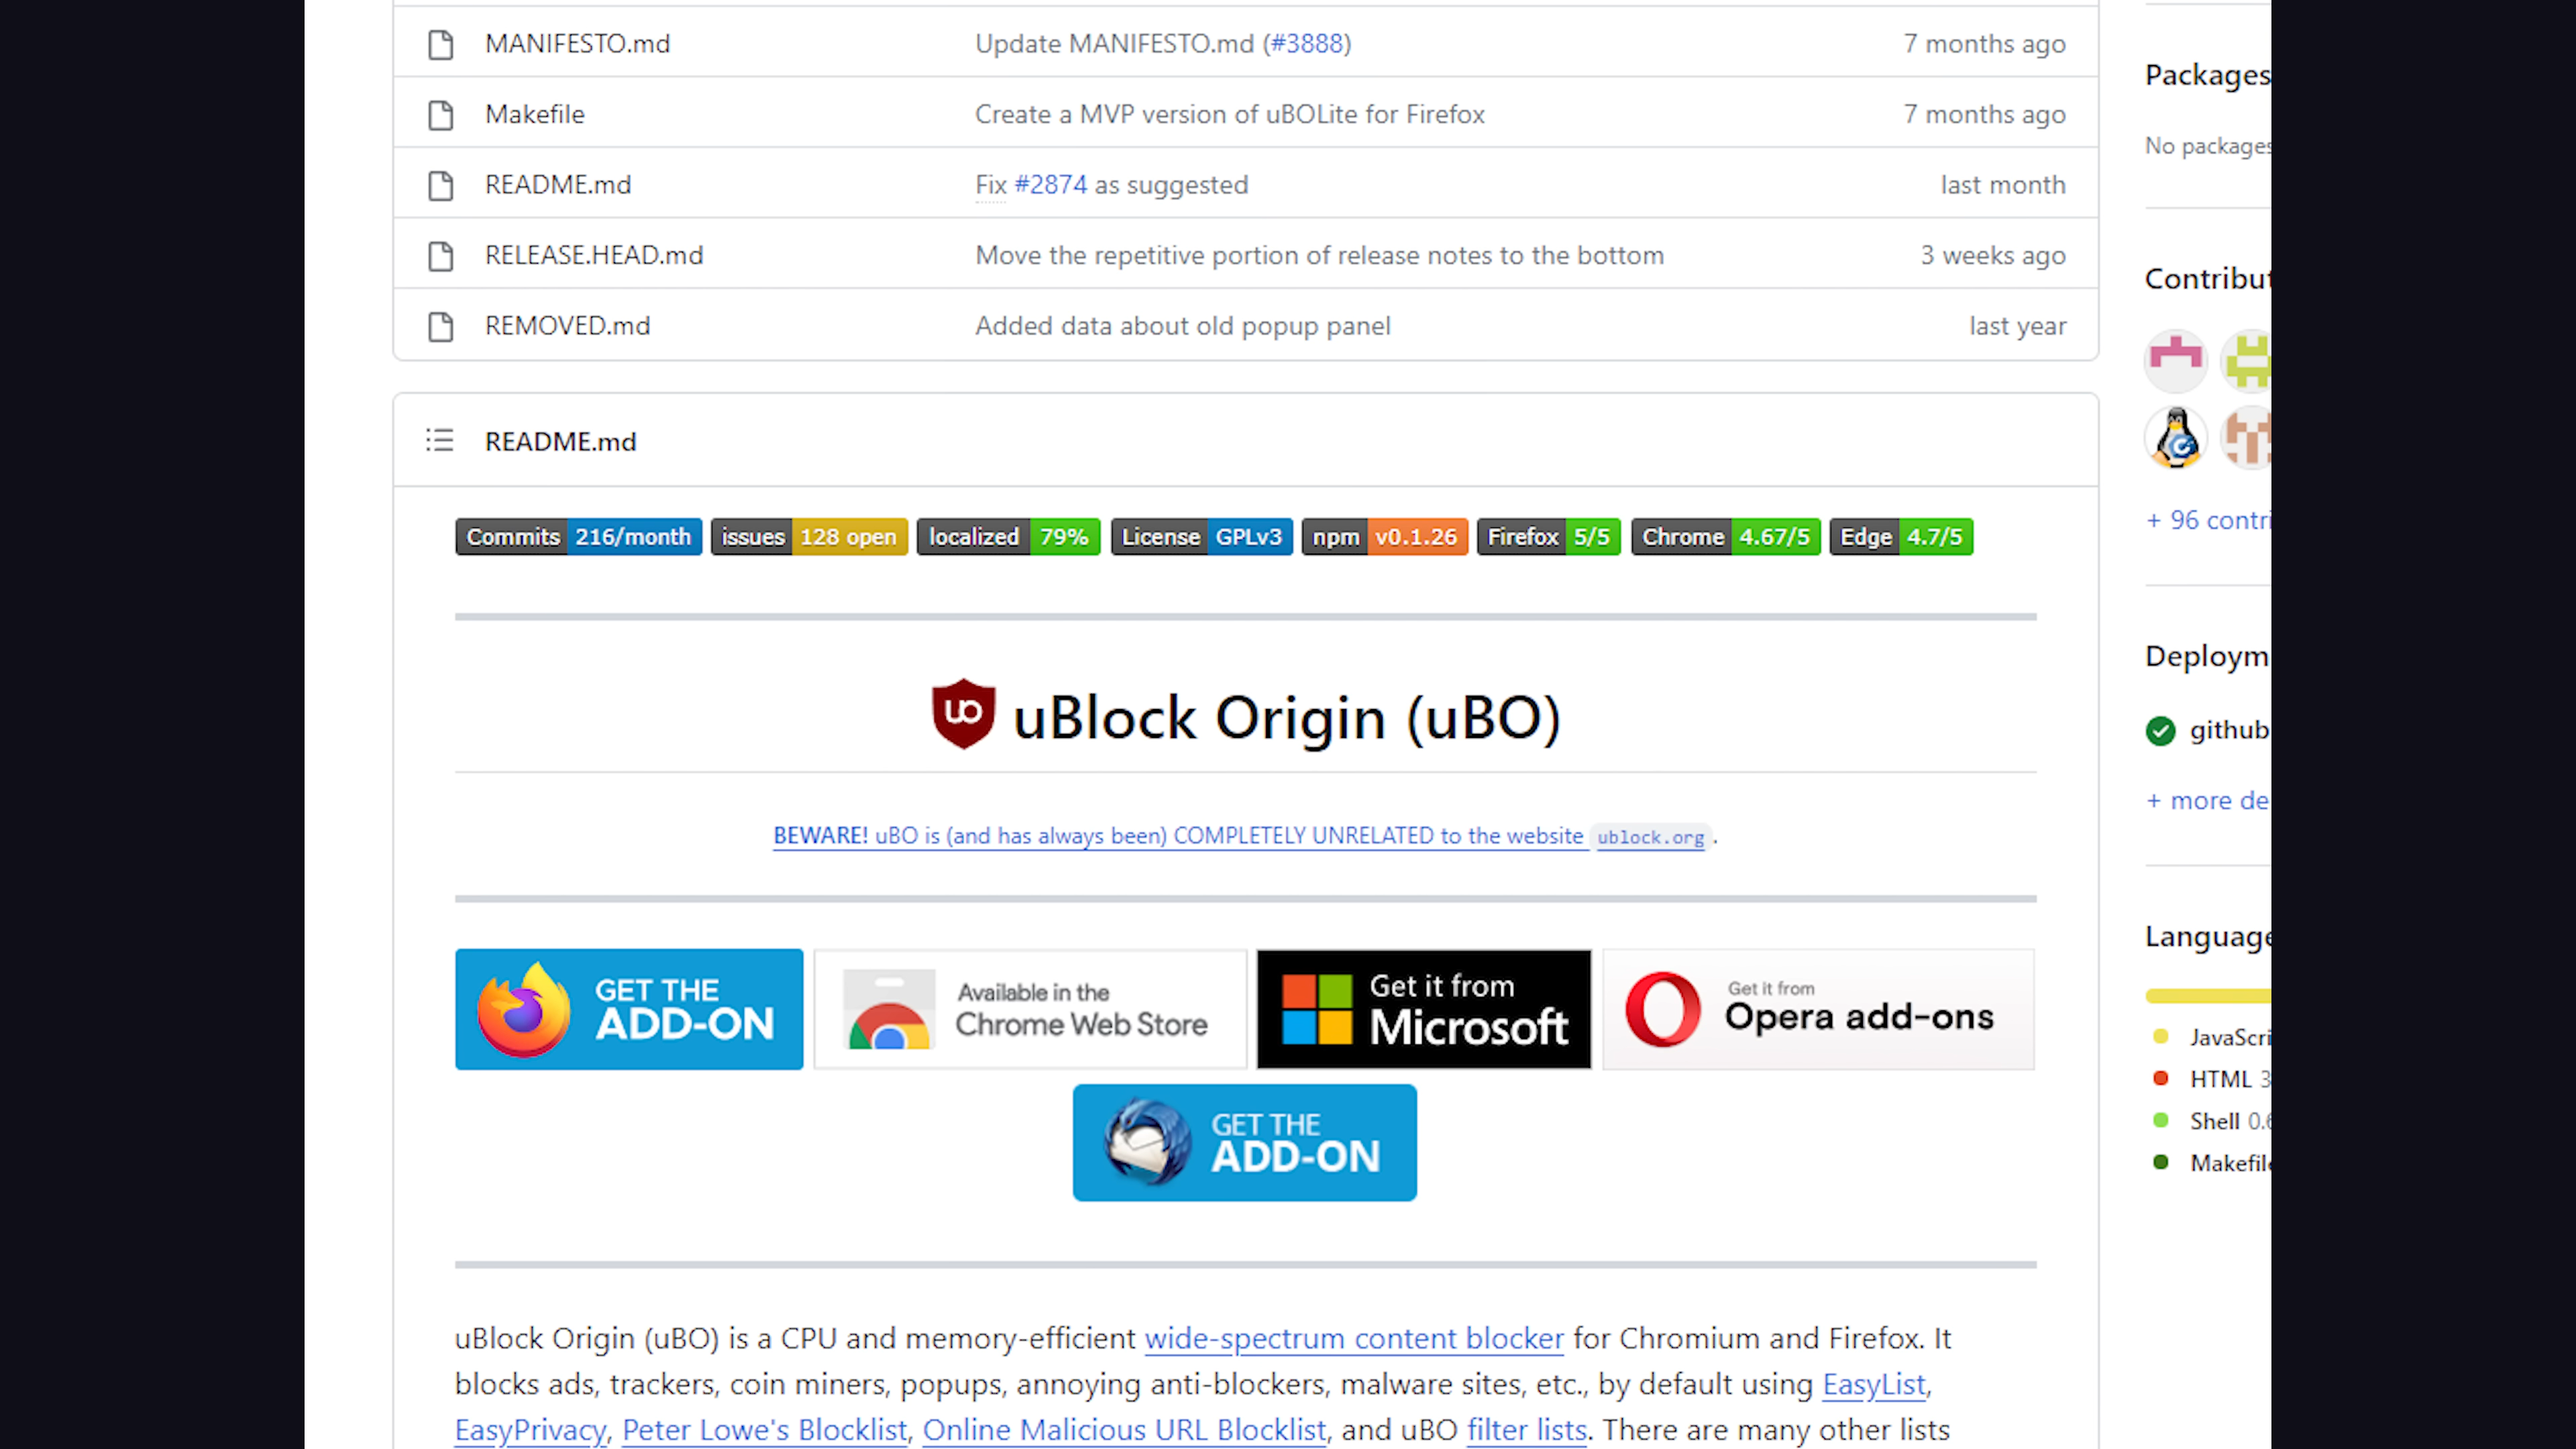 MANIFESTO.md Update MANIFESTO.md (#3888) 7 months ago
Makefile Create a MVP version of uBOLite for Firefox 7 months ago
README.md Fix #2874 as suggested last month
RELEASE.HEAD.md Move the repetitive portion of release notes to the bottom 3 weeks ago
REMOVED.md Added data about old popup panel last year
README.md
Commits 216/month issues 128 open localized 79% License GPLv3 npm v0.1.26 Firefox 5/5 Chrome 4.67/5 Edge 4.7/5
uo uBlock Origin (uBO)
BEWARE! uBO is (and has always been) COMPLETELY UNRELATED to the website ublock.org.
GET THE
ADD-ON
Available in the
Chrome Web Store
Get it from
Microsoft
Get it from
Opera add-ons
GET THE
ADD-ON
uBlock Origin (uBO) is a CPU and memory-efficient wide-spectrum content blocker for Chromium and Firefox. It
blocks ads, trackers, coin miners, popups, annoying anti-blockers, malware sites, etc., by default using EasyList,
EasyPrivacy, Peter Lowe's Blocklist, Online Malicious URL Blocklist, and uBO filter lists. There are many other lists
Packages
No packages
Contribut
+ 96 contri
Deploym
github
+ more de
Language
JavaScri
HTML 3
Shell 0.6
Makefile